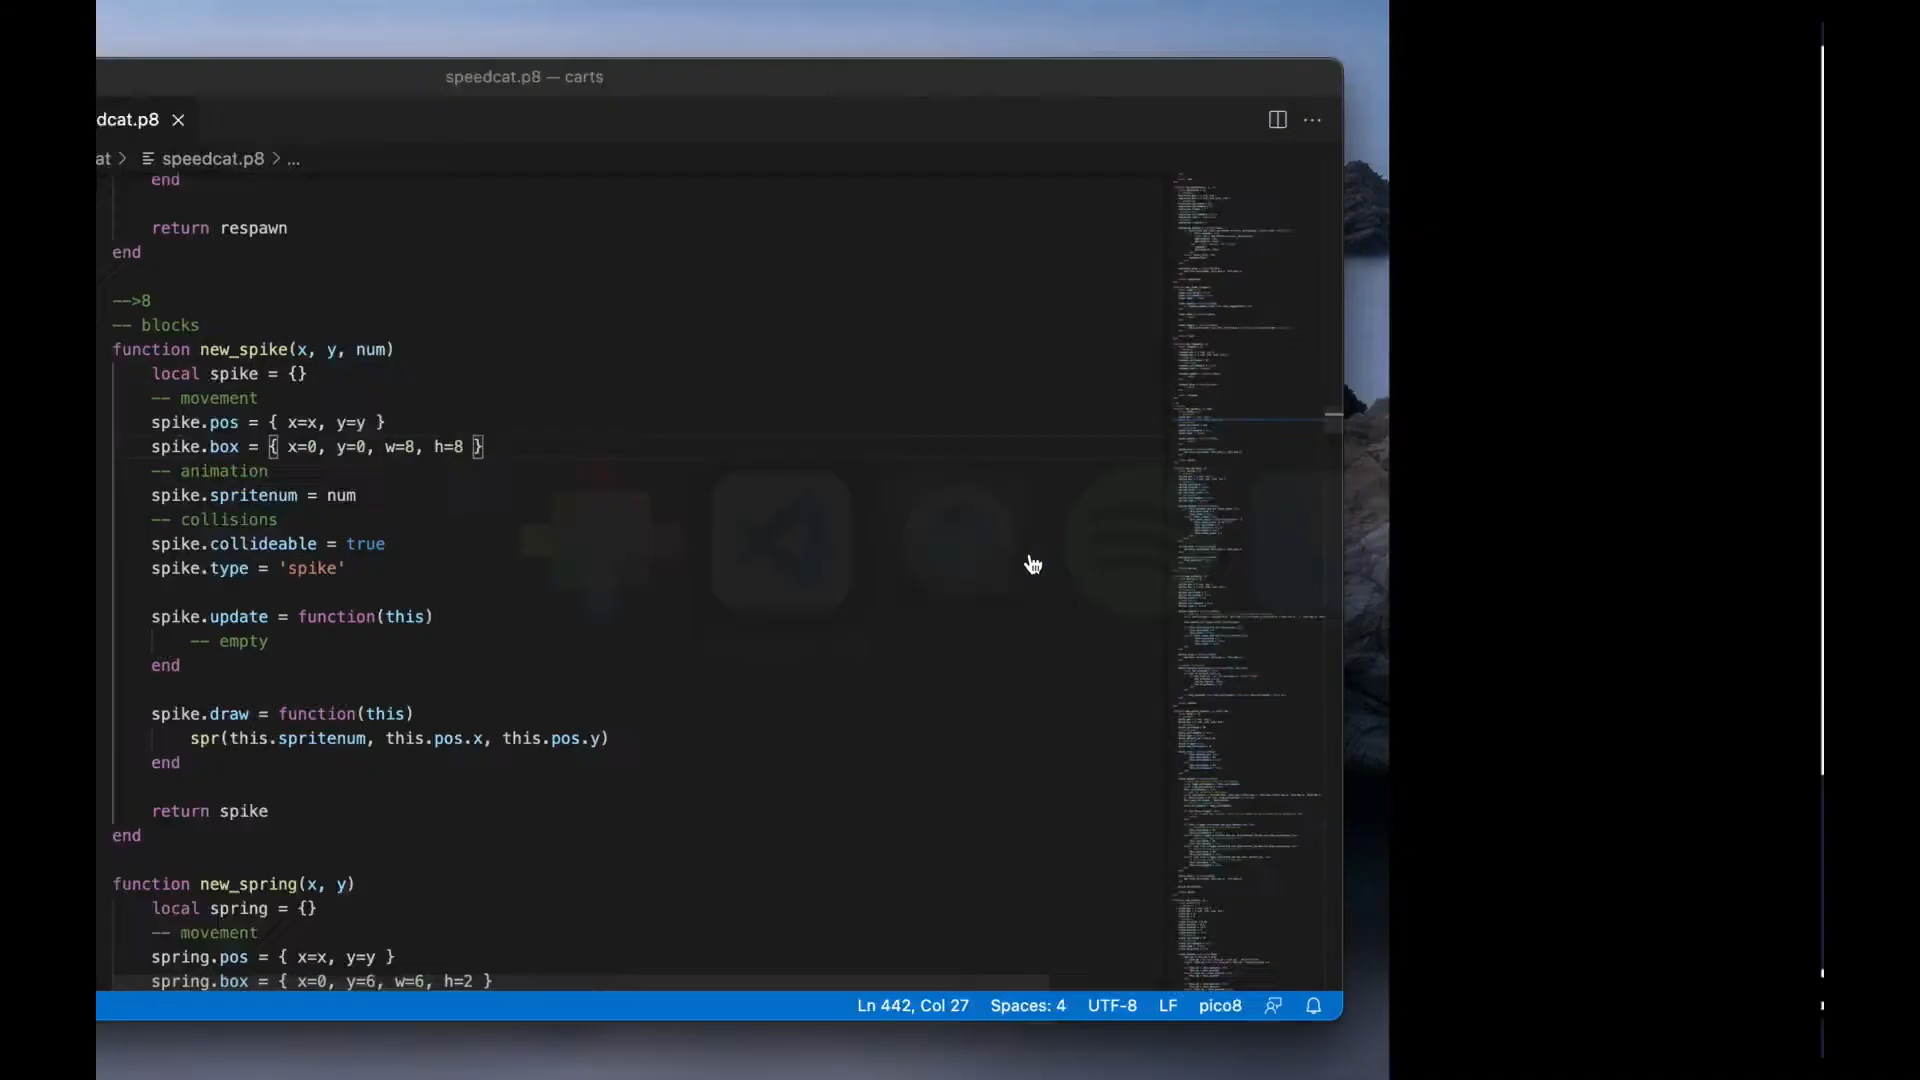 speedcat.p8 — carts
dcat.p8
at > speedcat.p8 > ...
end
return respawn
end
-->8
-- blocks
function new_spike(x, y, num)
local spike = {}
-- movement
spike.pos = { x=x, y=y }
spike.box = { x=0, y=0, w=8, h=8 }
-- animation
spike.spritenum = num
-- collisions
spike.collideable = true
spike.type = 'spike'
spike.update = function(this)
-- empty
end
spike.draw = function(this)
spr(this.spritenum, this.pos.x, this.pos.y)
end
return spike
end
function new_spring(x, y)
local spring = {}
-- movement
spring.pos = { x=x, y=y }
spring.box = { x=0, y=6, w=6, h=2 }
Ln 442, Col 27 Spaces: 4 UTF-8 LF pico8